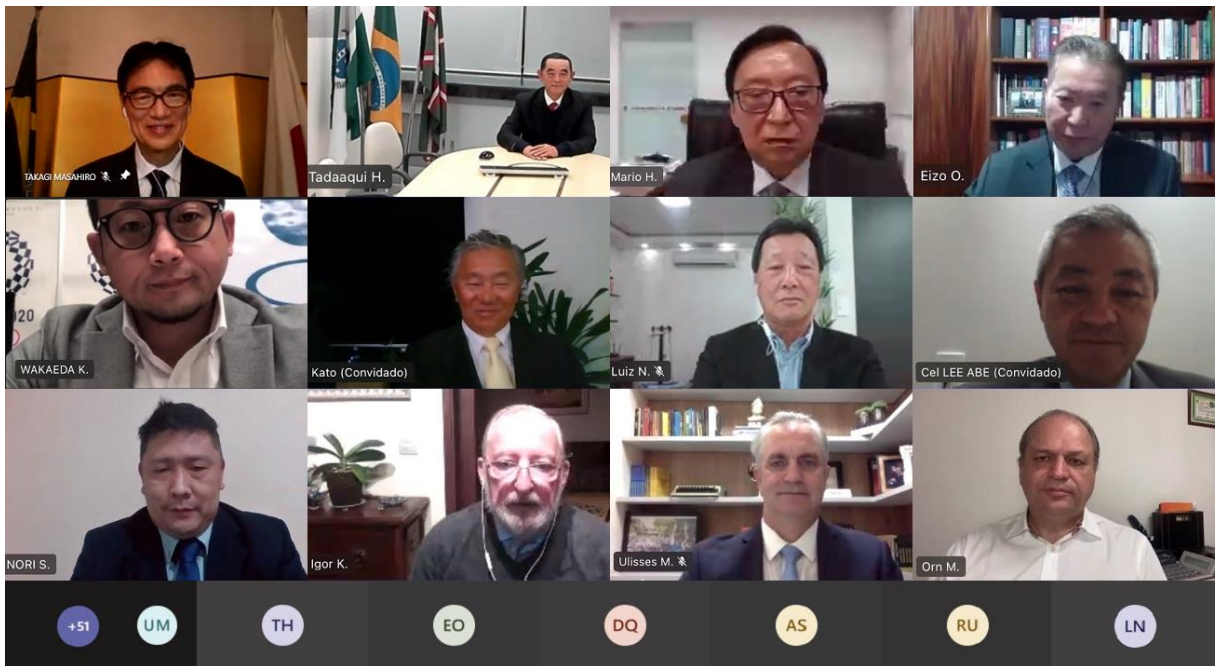 TAKAGI MASAHIRO
Tadaaqui H.
Mario H.
Eizo O.
020
WAKAEDA K.
Kato (Convidado)
Luiz N.
Cel LEE ABE (Convidado)
NORI S.
Igor K.
Ulisses M.
Orn M.
+51
UM
TH
EO
DQ
AS
RU
LN